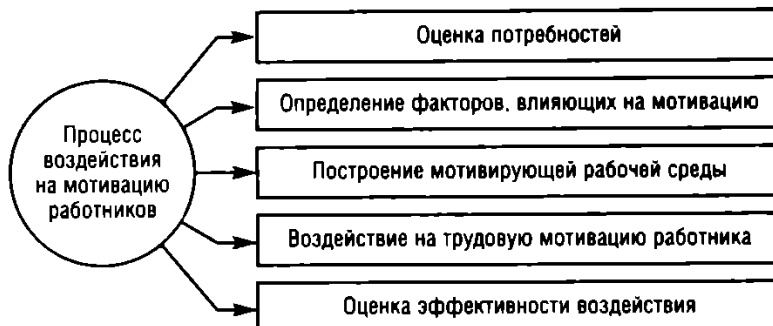 Процесс
воздействия
на мотивацию
работников
Оценка потребностей
Определение факторов, влияющих на мотивацию
Построение мотивирующей рабочей среды
Воздействие на трудовую мотивацию работника
Оценка эффективности воздействия